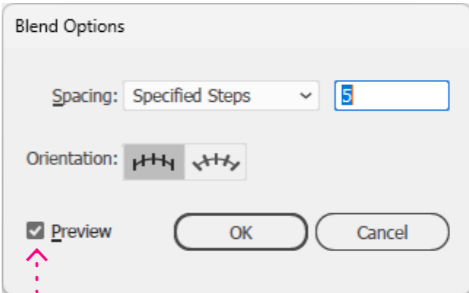 Blend Options
Spacing: Specified Steps 5
Orientation:
Preview OK Cancel